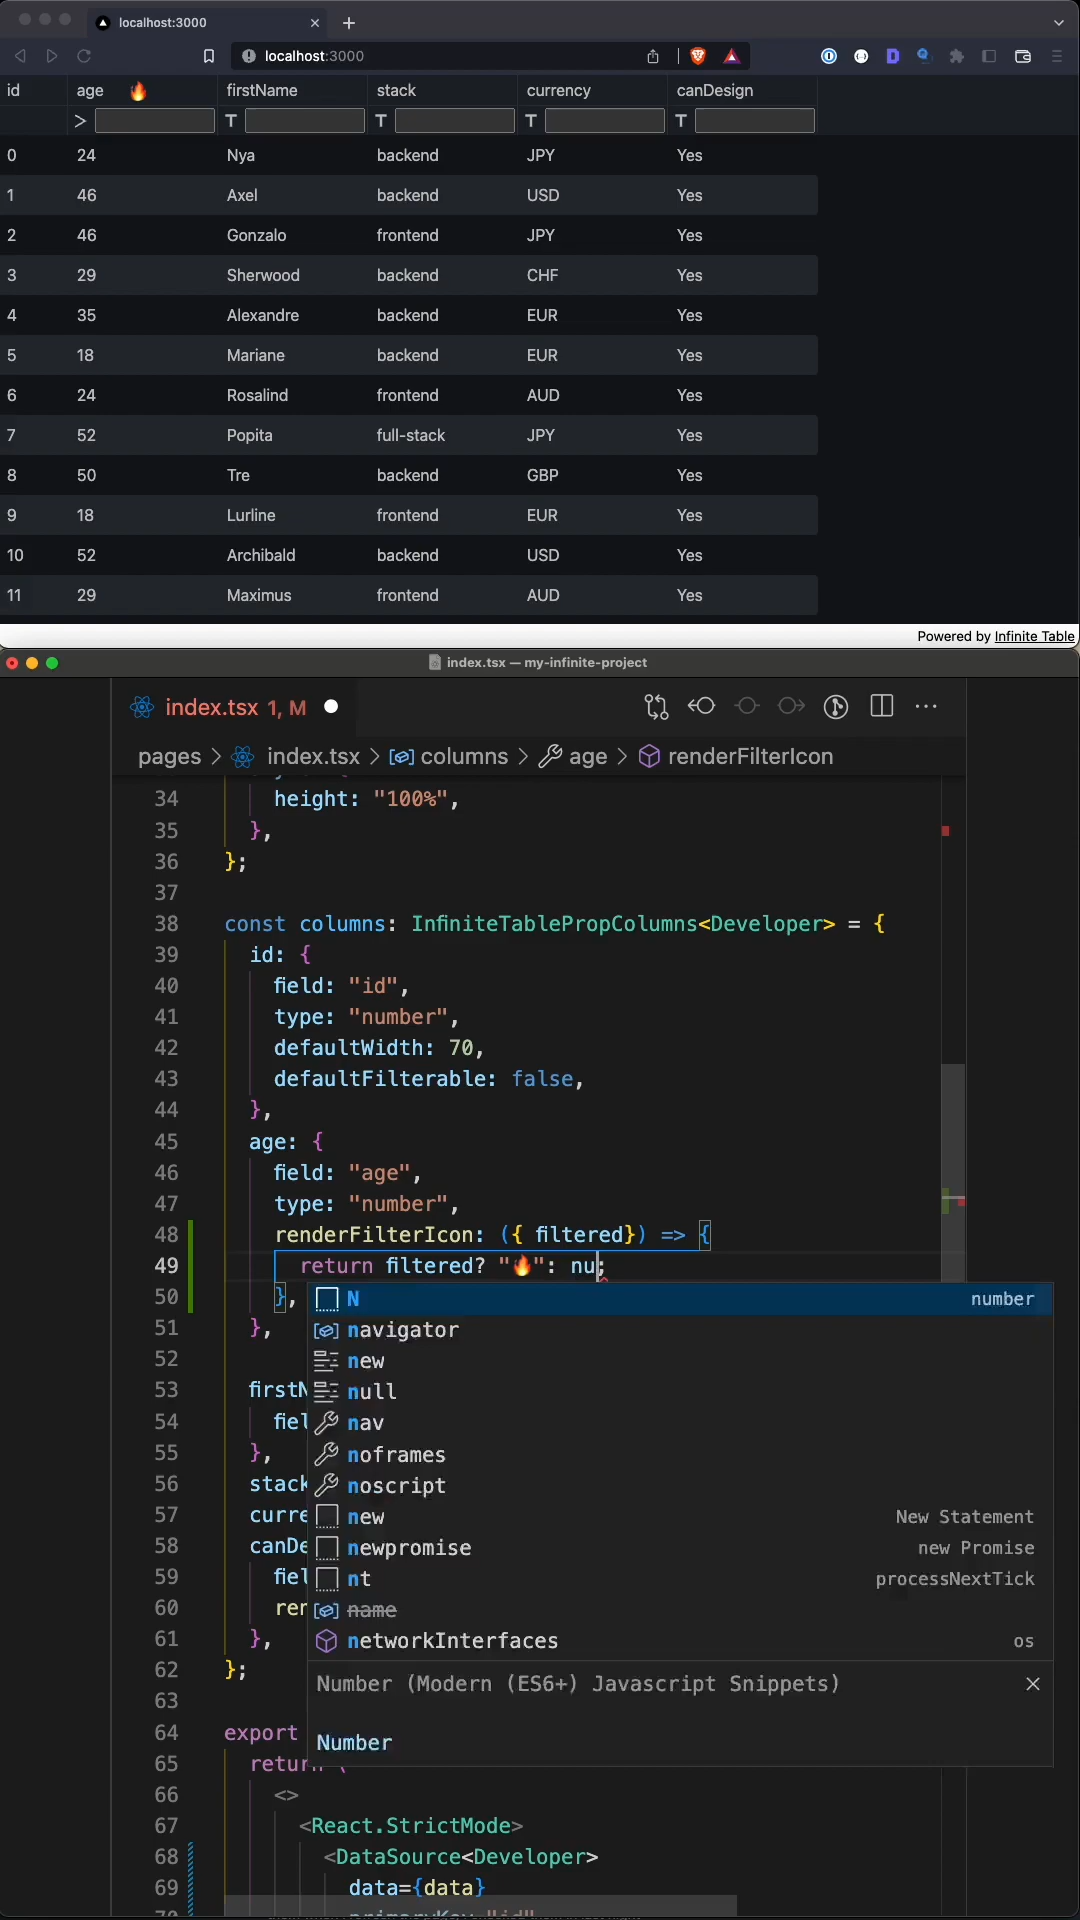 localhost:3000
localhost:3000
id age 🔥 firstName stack currency canDesign
> T T T T
0 24 Nya backend JPY Yes
1 46 Axel backend USD Yes
2 46 Gonzalo frontend JPY Yes
3 29 Sherwood backend CHF Yes
4 35 Alexandre backend EUR Yes
5 18 Mariane backend EUR Yes
6 24 Rosalind frontend AUD Yes
7 52 Popita full-stack JPY Yes
8 50 Tre backend GBP Yes
9 18 Lurline frontend EUR Yes
10 52 Archibald backend USD Yes
11 29 Maximus frontend AUD Yes
Powered by Infinite Table
index.tsx — my-infinite-project
index.tsx 1, M
pages > index.tsx > columns > age > renderFilterIcon
34 height: "100%",
35 },
36 };
37
38 const columns: InfiniteTablePropColumns<Developer> = {
39 id: {
40 field: "id",
41 type: "number",
42 defaultWidth: 70,
43 defaultFilterable: false,
44 },
45 age: {
46 field: "age",
47 type: "number",
48 renderFilterIcon: ({ filtered}) => {
49 return filtered? "🔥": nu;
50 },
N number
51 },
navigator
52
new
53 firstN
null
54 fiel
nav
55 },
noframes
56 stack
noscript
57 curre
new New Statement
58 canDe
newpromise new Promise
59 fiel
nt processNextTick
60 ren
name
61 },
networkInterfaces os
62 };
Number (Modern (ES6+) Javascript Snippets)
63
64 export
Number
65 return (
66 <>
67 <React.StrictMode>
68 <DataSource<Developer>
69 data={data}
70 primaryKey="id"